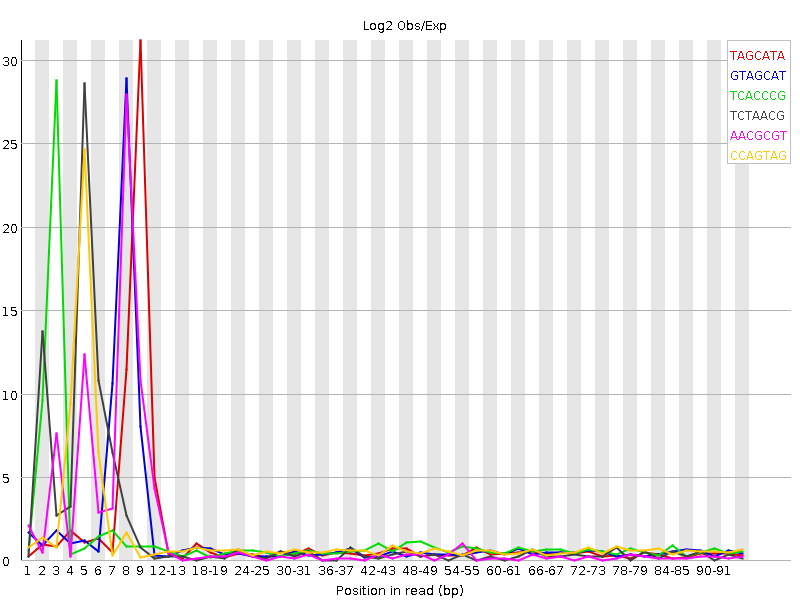 Log2 Obs/Exp
TAGCATA
GTAGCAT
TCACCCG
TCTAACG
AACGCGT
CCAGTAG
30
25
20
15
10
5
0
1 2 3 4 5 6 7 8 9 12-13 18-19 24-25 30-31 36-37 42-43 48-49 54-55 60-61 66-67 72-73 78-79 84-85 90-91
Position in read (bp)